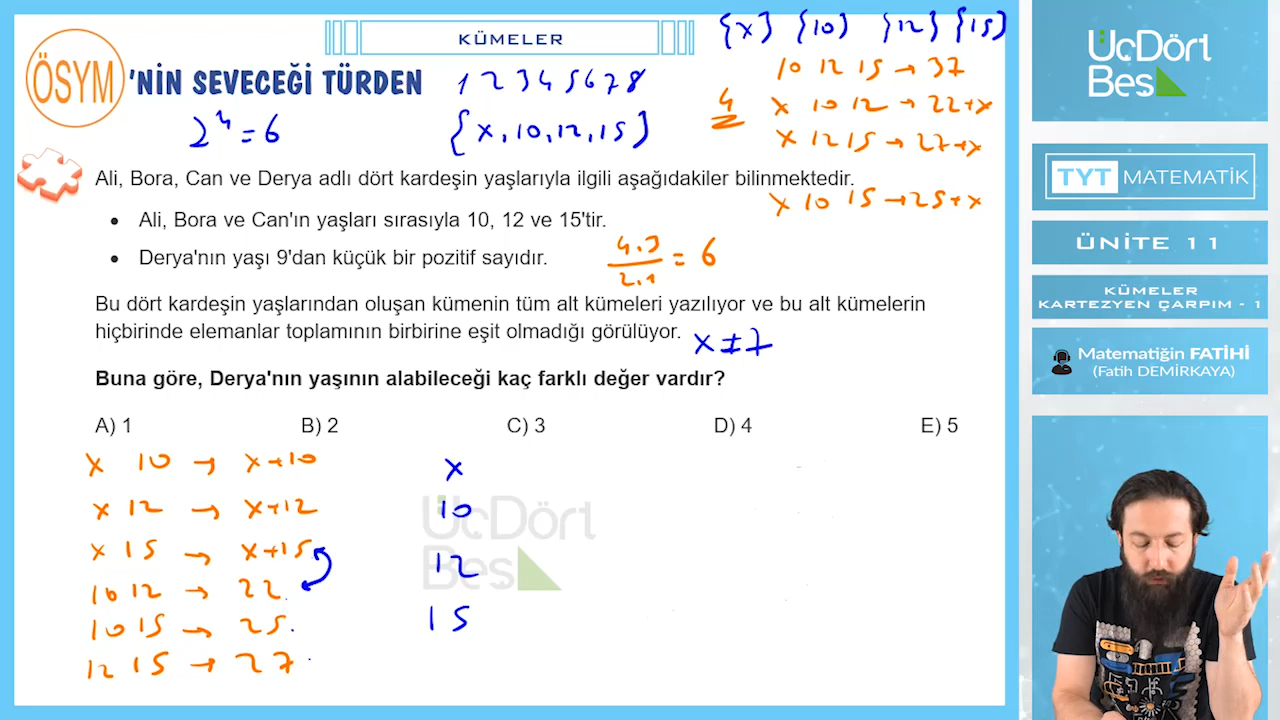 KÜMELER
ÖSYM'NİN SEVECEĞİ TÜRDEN
1 2 3 4 5 6 7 8
2⁴ = 6
{x, 10, 12, 15}
{x} {10} {12} {15}
10 12 15 → 37
4
x 10 12 → 22+x
x 12 15 → 27+x
x 10 15 → 25+x
Ali, Bora, Can ve Derya adlı dört kardeşin yaşlarıyla ilgili aşağıdakiler bilinmektedir.
• Ali, Bora ve Can'ın yaşları sırasıyla 10, 12 ve 15'tir.
• Derya'nın yaşı 9'dan küçük bir pozitif sayıdır.
4.3
2.1
= 6
Bu dört kardeşin yaşlarından oluşan kümenin tüm alt kümeleri yazılıyor ve bu alt kümelerin
hiçbirinde elemanlar toplamının birbirine eşit olmadığı görülüyor.
x ≠ 7
Buna göre, Derya'nın yaşının alabileceği kaç farklı değer vardır?
A) 1 B) 2 C) 3 D) 4 E) 5
x 10 → x+10
x 12 → x+12
x 15 → x+15
10 12 → 22
10 15 → 25
12 15 → 27
x
10
12
15
ÜçDört
Beş
ÜçDört
Beş
TYT MATEMATİK
ÜNİTE 11
KÜMELER
KARTEZYEN ÇARPIM - 1
Matematiğin FATİHİ
(Fatih DEMİRKAYA)